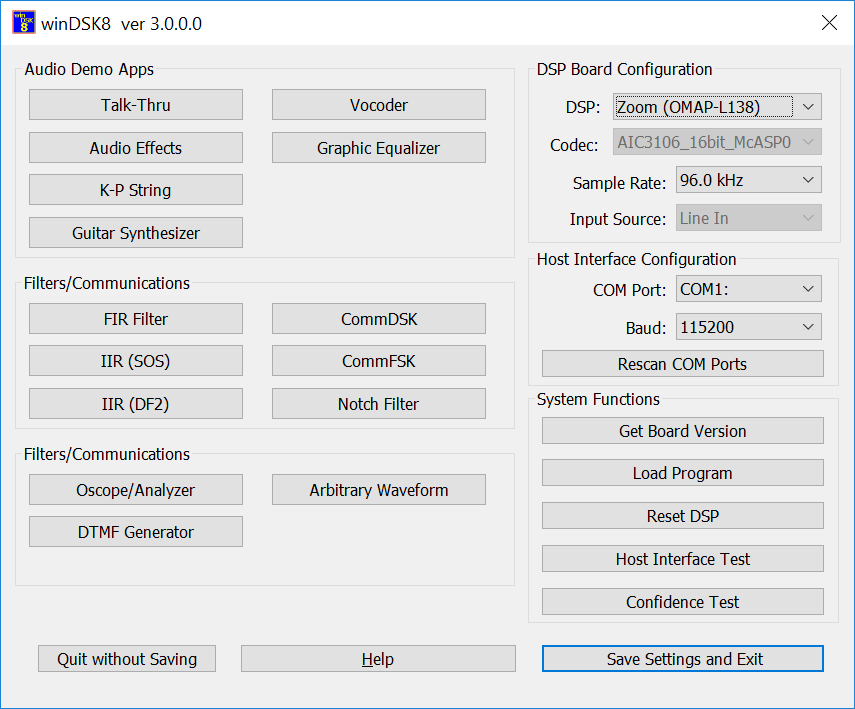 winDSK8 ver 3.0.0.0
Audio Demo Apps
Talk-Thru
Vocoder
Audio Effects
Graphic Equalizer
K-P String
Guitar Synthesizer
Filters/Communications
FIR Filter
CommDSK
IIR (SOS)
CommFSK
IIR (DF2)
Notch Filter
Filters/Communications
Oscope/Analyzer
Arbitrary Waveform
DTMF Generator
DSP Board Configuration
DSP: Zoom (OMAP-L138)
Codec: AIC3106_16bit_McASP0
Sample Rate: 96.0 kHz
Input Source: Line In
Host Interface Configuration
COM Port: COM1:
Baud: 115200
Rescan COM Ports
System Functions
Get Board Version
Load Program
Reset DSP
Host Interface Test
Confidence Test
Quit without Saving
Help
Save Settings and Exit